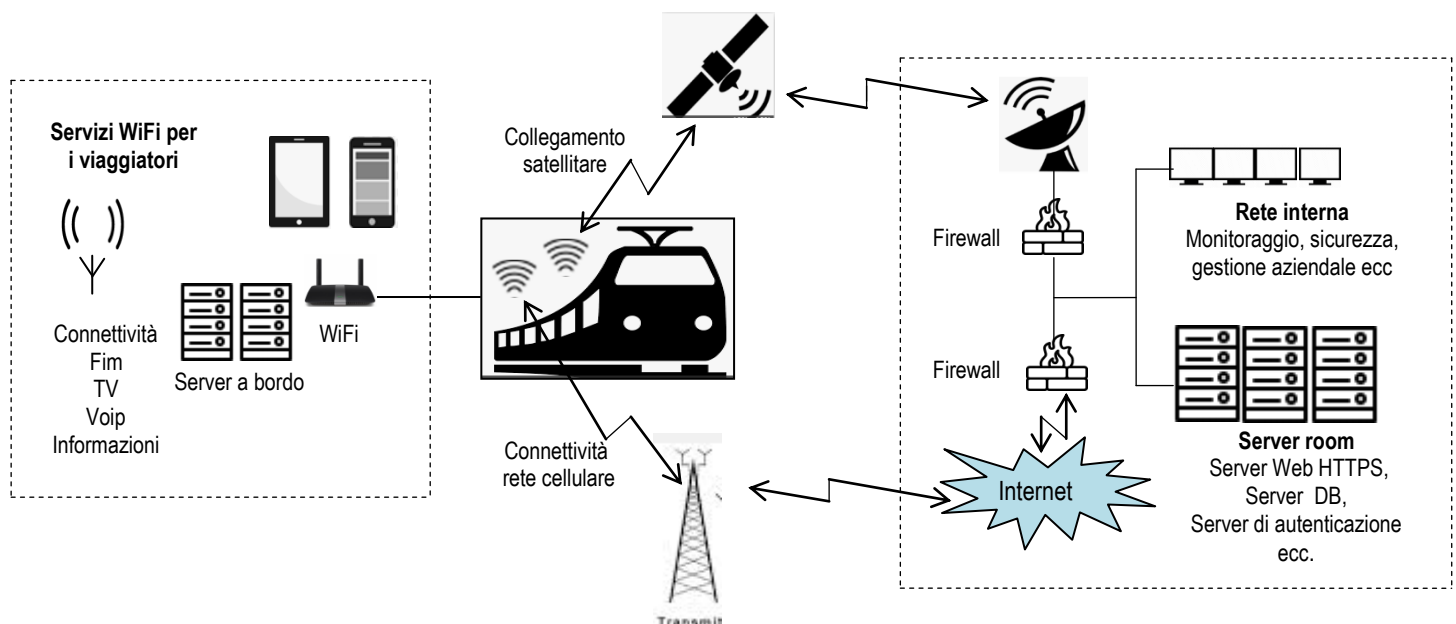 Servizi WiFi per
i viaggiatori
Connettività
Fim
TV
Voip
Informazioni
Server a bordo
WiFi
Collegamento
satellitare
Connettività
rete cellulare
Transmit
Firewall
Firewall
Internet
Rete interna
Monitoraggio, sicurezza,
gestione aziendale ecc
Server room
Server Web HTTPS,
Server DB,
Server di autenticazione
ecc.